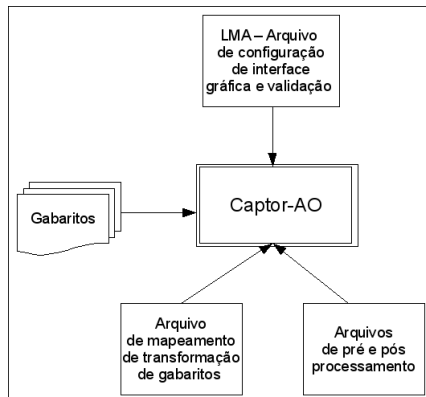 LMA – Arquivo
de configuração
de interface
gráfica e validação
Gabaritos
Captor-AO
Arquivo
de mapeamento
de transformação
de gabaritos
Arquivos
de pré e pós
processamento